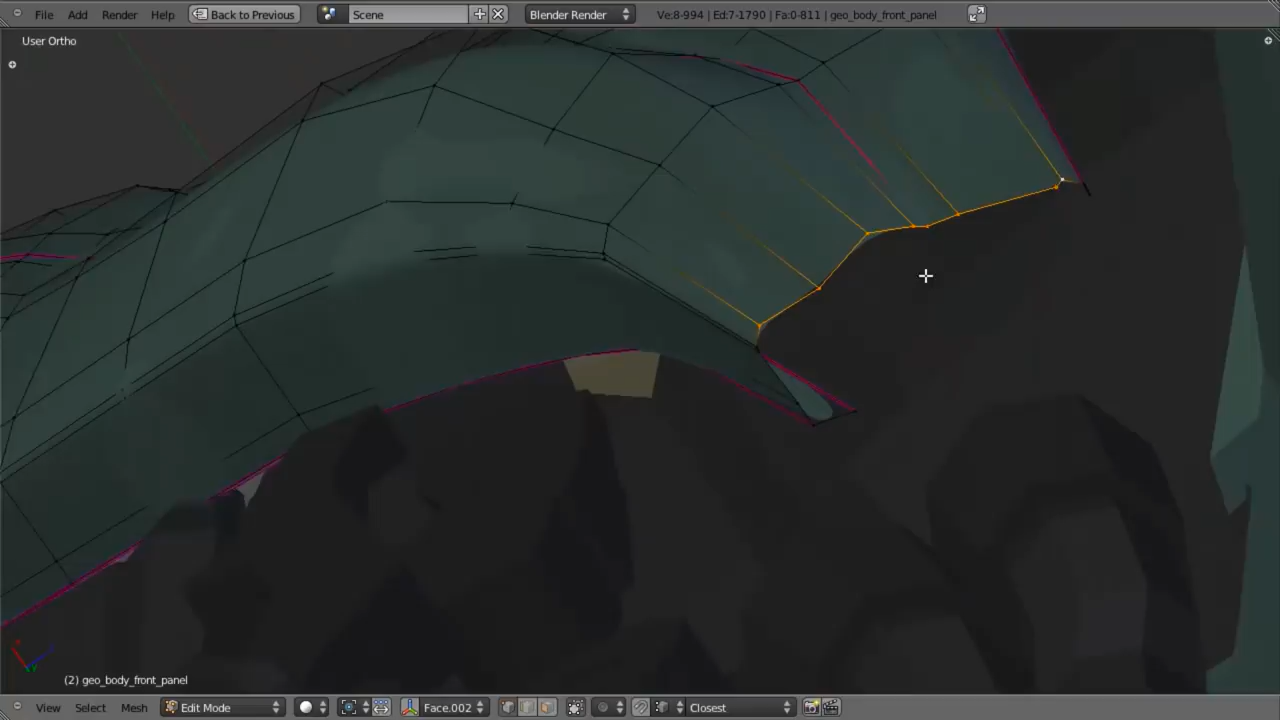 File Add Render Help Back to Previous Scene Blender Render Ve:8-994 | Ed:7-1790 | Fa:0-811 | geo_body_front_panel
User Ortho
(2) geo_body_front_panel
View Select Mesh Edit Mode Face.002 Closest